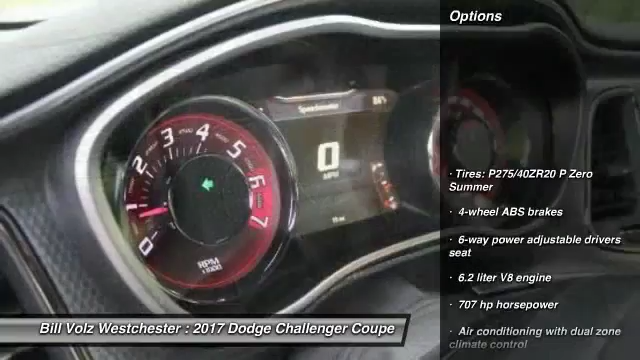 Options
Speedometer
84°
0
MPH
0
1
2
3
4
5
6
7
RPM
x1000
· Tires: P275/40ZR20 P Zero
Summer
· 4-wheel ABS brakes
· 6-way power adjustable drivers
seat
· 6.2 liter V8 engine
· 707 hp horsepower
· Air conditioning with dual zone
climate control
Bill Volz Westchester : 2017 Dodge Challenger Coupe